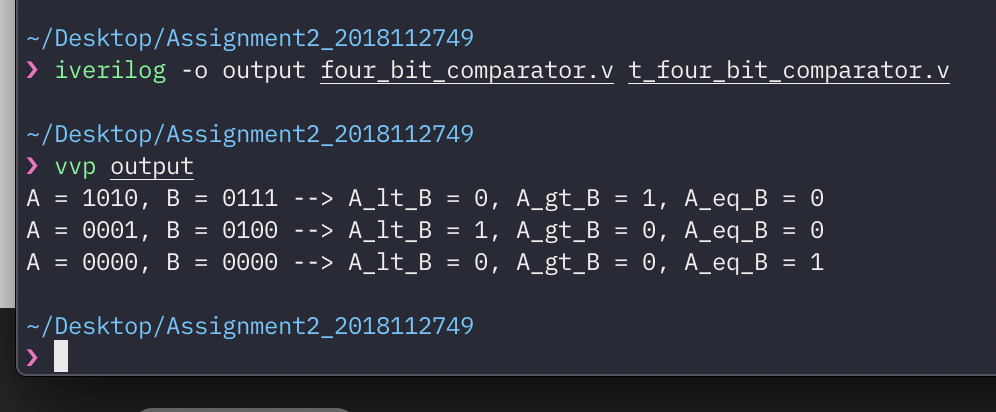 ~/Desktop/Assignment2_2018112749
❯ iverilog -o output four_bit_comparator.v t_four_bit_comparator.v
~/Desktop/Assignment2_2018112749
❯ vvp output
A = 1010, B = 0111 --> A_lt_B = 0, A_gt_B = 1, A_eq_B = 0
A = 0001, B = 0100 --> A_lt_B = 1, A_gt_B = 0, A_eq_B = 0
A = 0000, B = 0000 --> A_lt_B = 0, A_gt_B = 0, A_eq_B = 1
~/Desktop/Assignment2_2018112749
❯